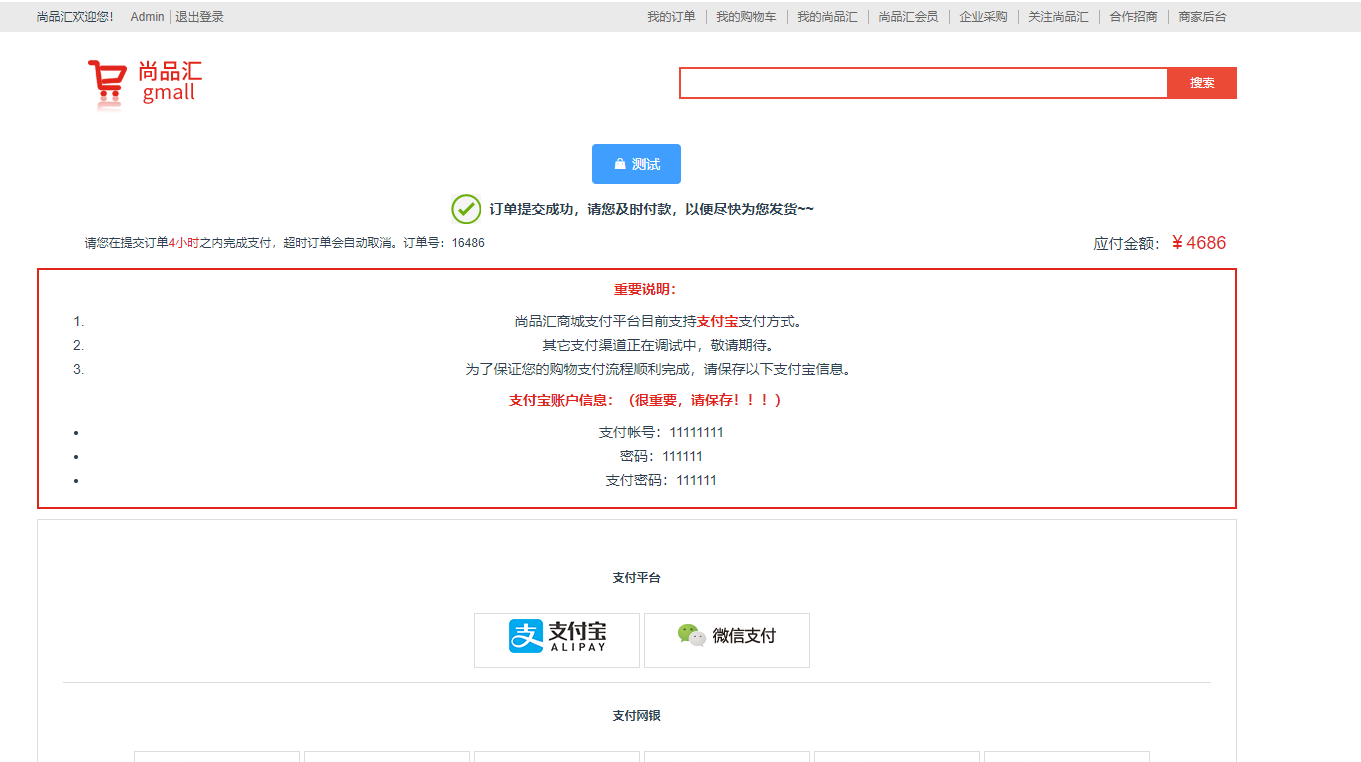 尚品汇欢迎您! Admin 退出登录 我的订单 我的购物车 我的尚品汇 尚品汇会员 企业采购 关注尚品汇 合作招商 商家后台
尚品汇
gmall
搜索
测试
订单提交成功，请您及时付款，以便尽快为您发货~~
请您在提交订单4小时之内完成支付，超时订单会自动取消。订单号：16486 应付金额：￥4686
重要说明：
1. 尚品汇商城支付平台目前支持支付宝支付方式。
2. 其它支付渠道正在调试中，敬请期待。
3. 为了保证您的购物支付流程顺利完成，请保存以下支付宝信息。
支付宝账户信息：（很重要，请保存！！！）
• 支付帐号：11111111
• 密码：111111
• 支付密码：111111
支付平台
支 支付宝 ALIPAY 微信支付
支付网银